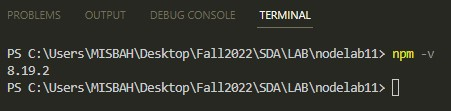 PROBLEMS OUTPUT DEBUG CONSOLE TERMINAL
PS C:\Users\MISBAH\Desktop\Fall2022\SDA\LAB\nodelab11> npm -v
8.19.2
PS C:\Users\MISBAH\Desktop\Fall2022\SDA\LAB\nodelab11>